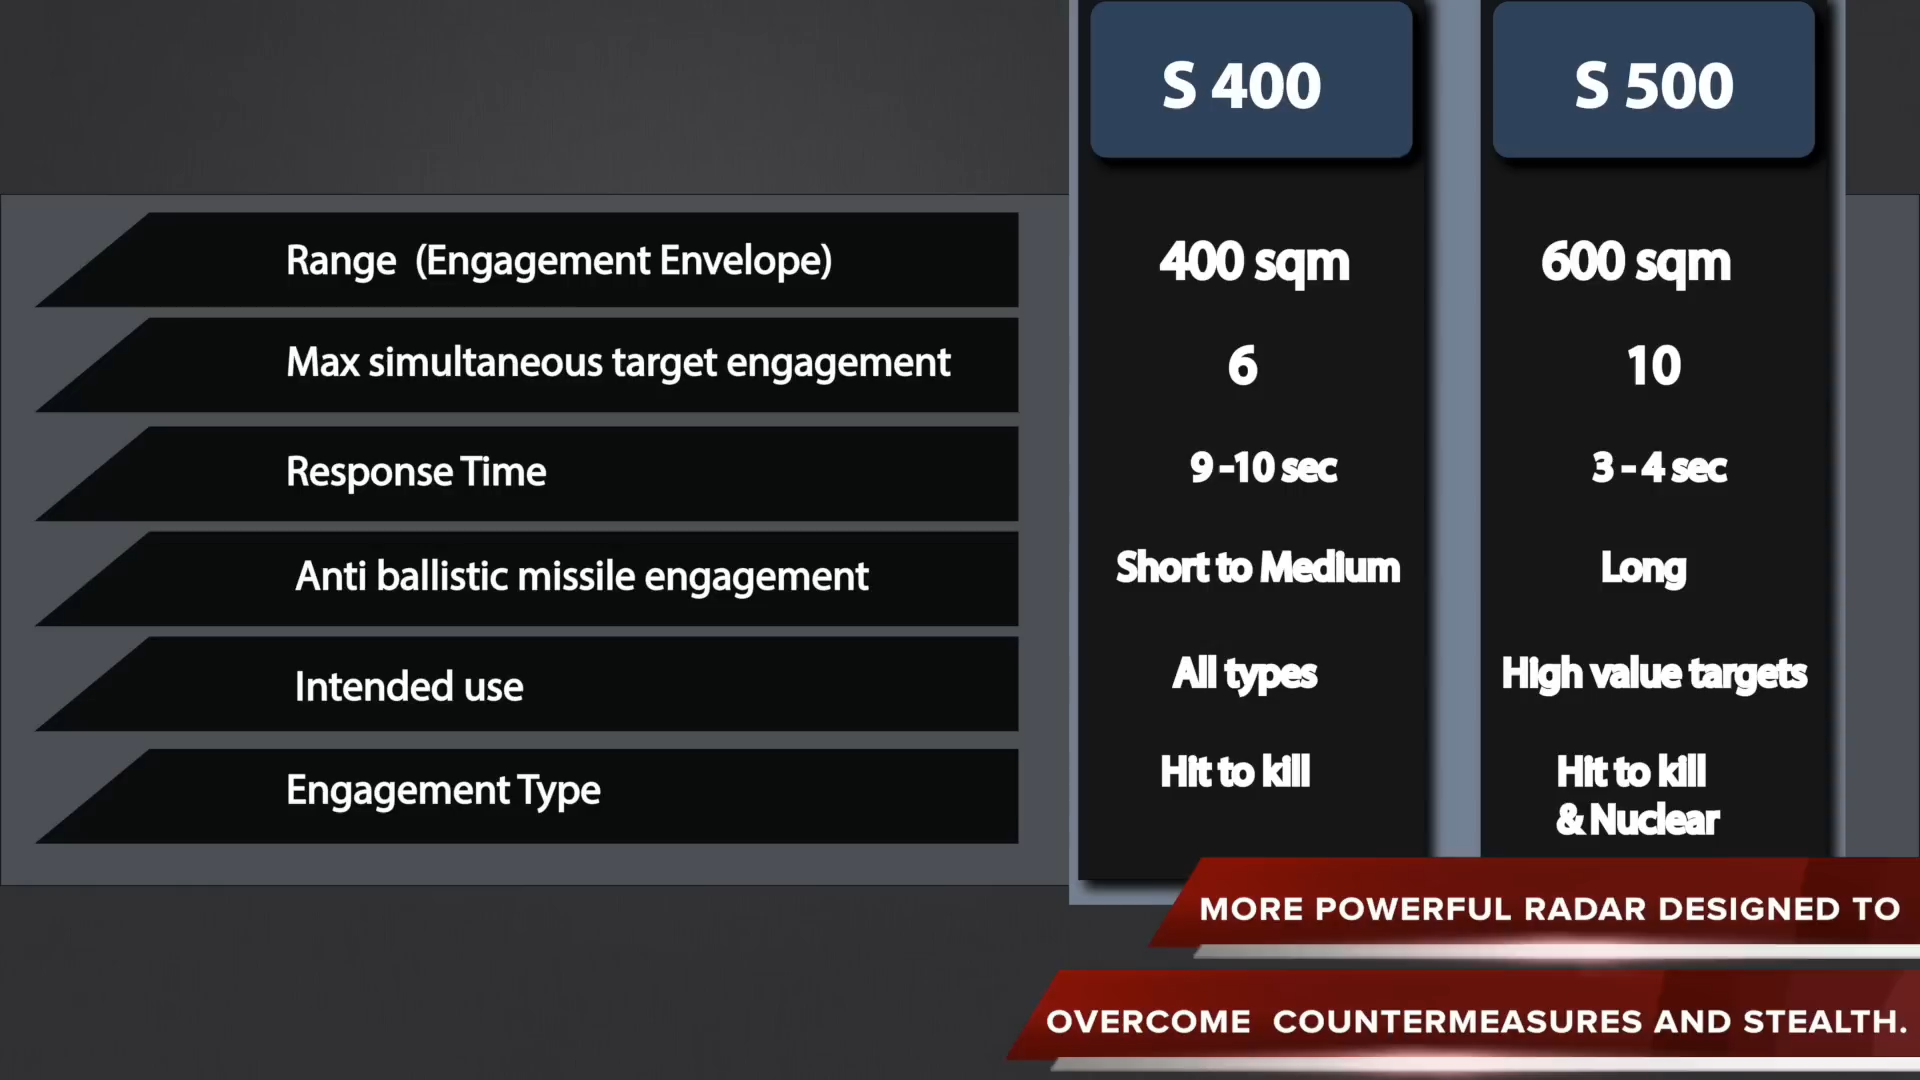 S 400
S 500
Range (Engagement Envelope)
400 sqm
600 sqm
Max simultaneous target engagement
6
10
Response Time
9 -10 sec
3 - 4 sec
Anti ballistic missile engagement
Short to Medium
Long
Intended use
All types
High value targets
Engagement Type
Hit to kill
Hit to kill
& Nuclear
MORE POWERFUL RADAR DESIGNED TO
OVERCOME COUNTERMEASURES AND STEALTH.